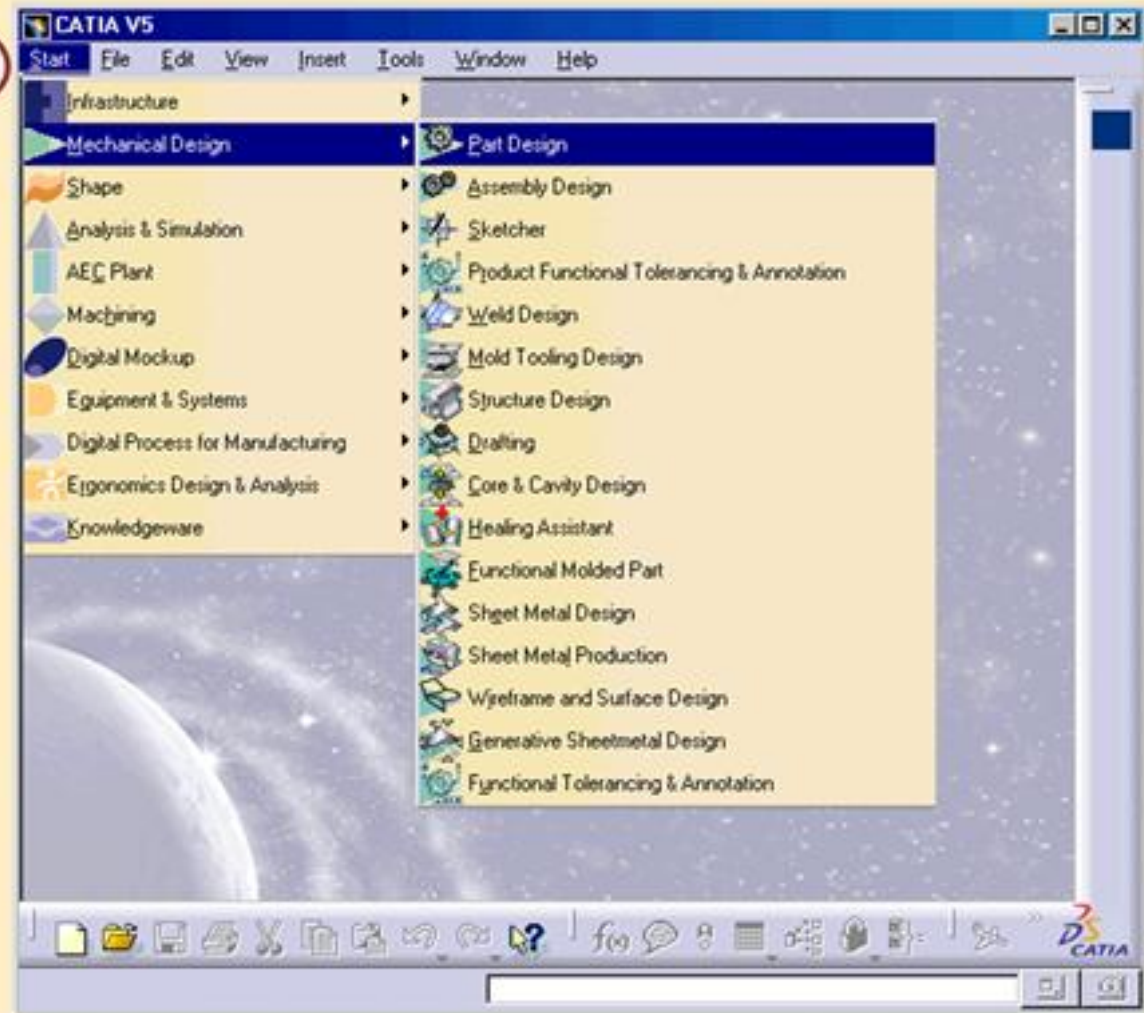 CATIA V5
Start File Edit View Insert Tools Window Help
Infrastructure
Mechanical Design
Shape
Analysis & Simulation
AEC Plant
Machining
Digital Mockup
Equipment & Systems
Digital Process for Manufacturing
Ergonomics Design & Analysis
Knowledgeware
Part Design
Assembly Design
Sketcher
Product Functional Tolerancing & Annotation
Weld Design
Mold Tooling Design
Structure Design
Drafting
Core & Cavity Design
Healing Assistant
Functional Molded Part
Sheet Metal Design
Sheet Metal Production
Wireframe and Surface Design
Generative Sheetmetal Design
Functional Tolerancing & Annotation
f(x)
DS
CATIA